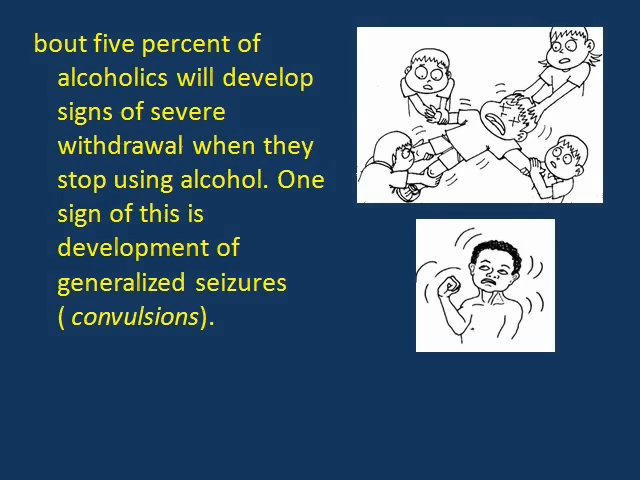 bout five percent of
alcoholics will develop
signs of severe
withdrawal when they
stop using alcohol. One
sign of this is
development of
generalized seizures
( convulsions).